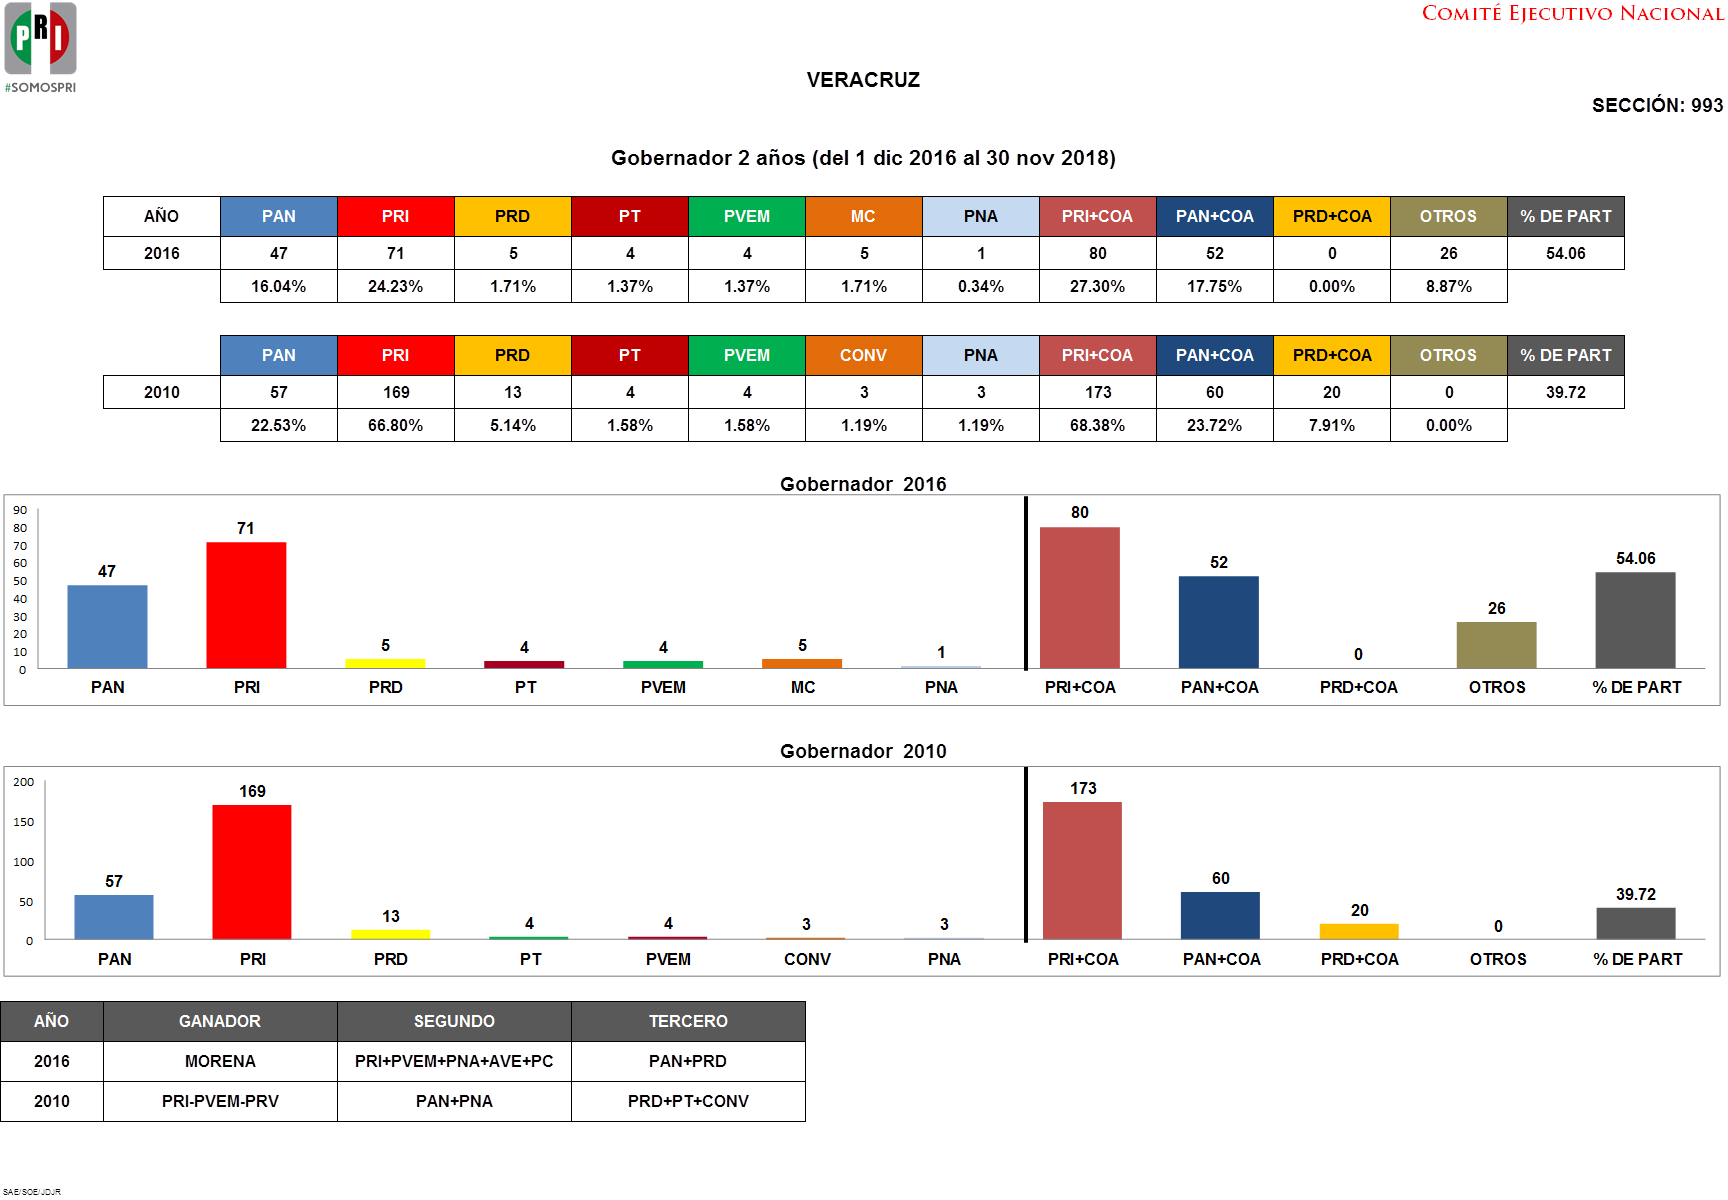 PRI
#SOMOSPRI
COMITÉ EJECUTIVO NACIONAL
VERACRUZ
SECCIÓN: 993
Gobernador 2 años (del 1 dic 2016 al 30 nov 2018)
AÑO PAN PRI PRD PT PVEM MC PNA PRI+COA PAN+COA PRD+COA OTROS % DE PART
2016 47 71 5 4 4 5 1 80 52 0 26 54.06
16.04% 24.23% 1.71% 1.37% 1.37% 1.71% 0.34% 27.30% 17.75% 0.00% 8.87%
PAN PRI PRD PT PVEM CONV PNA PRI+COA PAN+COA PRD+COA OTROS % DE PART
2010 57 169 13 4 4 3 3 173 60 20 0 39.72
22.53% 66.80% 5.14% 1.58% 1.58% 1.19% 1.19% 68.38% 23.72% 7.91% 0.00%
Gobernador 2016
90
80
70
60
50
40
30
20
10
0
47 71 5 4 4 5 1 80 52 0 26 54.06
PAN PRI PRD PT PVEM MC PNA PRI+COA PAN+COA PRD+COA OTROS % DE PART
Gobernador 2010
200
150
100
50
0
57 169 13 4 4 3 3 173 60 20 0 39.72
PAN PRI PRD PT PVEM CONV PNA PRI+COA PAN+COA PRD+COA OTROS % DE PART
AÑO GANADOR SEGUNDO TERCERO
2016 MORENA PRI+PVEM+PNA+AVE+PC PAN+PRD
2010 PRI-PVEM-PRV PAN+PNA PRD+PT+CONV
SAE/SOE/JDJR